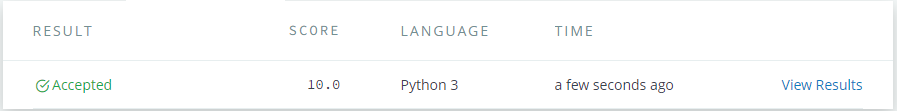 RESULT SCORE LANGUAGE TIME
Accepted 10.0 Python 3 a few seconds ago View Results